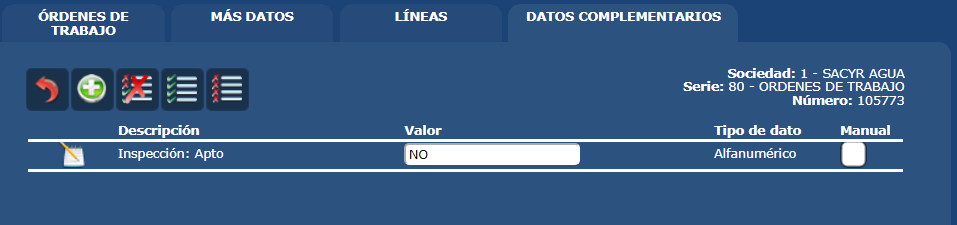 ÓRDENES DE
TRABAJO
MÁS DATOS
LÍNEAS
DATOS COMPLEMENTARIOS
Sociedad: 1 - SACYR AGUA
Serie: 80 - ORDENES DE TRABAJO
Número: 105773
Descripción Valor Tipo de dato Manual
Inspección: Apto NO Alfanumérico